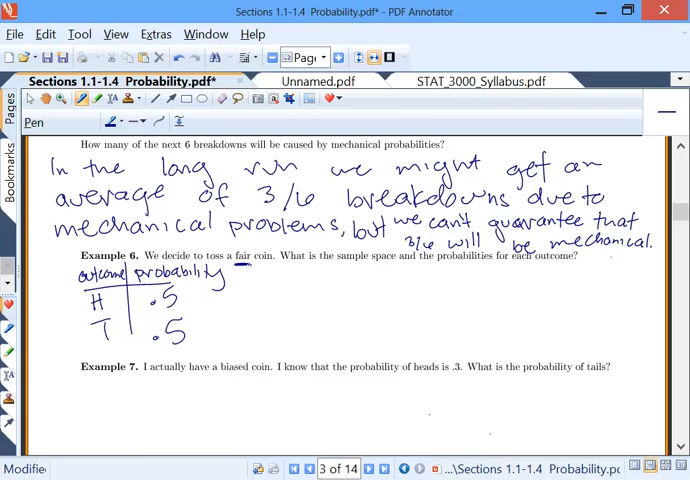 Sections 1.1-1.4 Probability.pdf* - PDF Annotator
File Edit Tool View Window Help
Page
Sections 1.1-1.4 Probability.pdf* Unnamed.pdf STAT_3000_Syllabus.pdf
Pen
Pages
Bookmarks
How many of the next 6 breakdowns will be caused by mechanical probabilities?
In the long run we might get an
average of 3/6 breakdowns due to
mechanical problems, but we can't guarantee that
3/6 will be mechanical.
Example 6. We decide to toss a fair coin. What is the sample space and the probabilities for each outcome?
outcome probability
H .5
T .5
Example 7. I actually have a biased coin. I know that the probability of heads is .3. What is the probability of tails?
Modifie 3 of 14 ...\Sections 1.1-1.4 Probability.pc